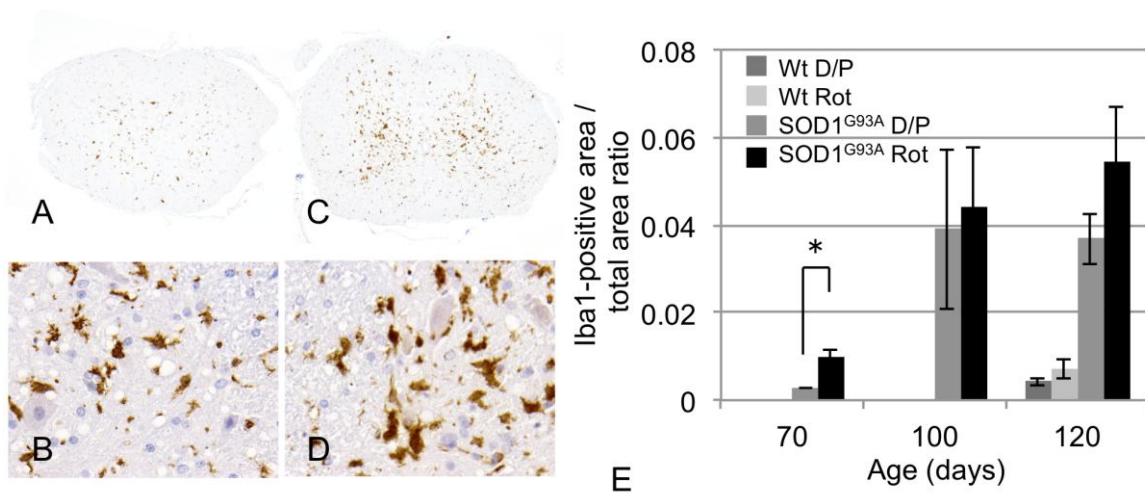 A
C
B
D
E
Iba1-positive area /
total area ratio
0.08
0.06
0.04
0.02
0
Wt D/P
Wt Rot
SOD1G93A D/P
SOD1G93A Rot
*
70 100 120
Age (days)